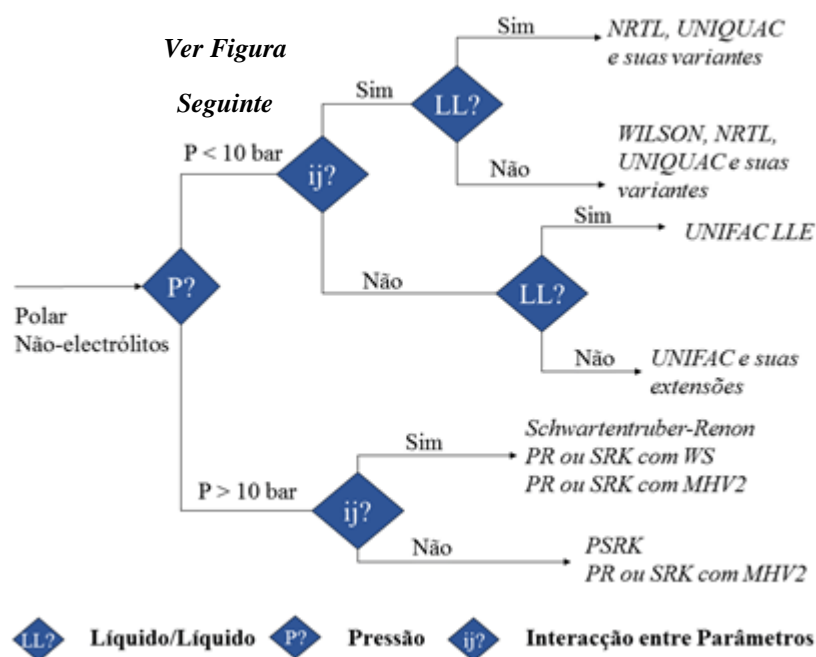 Ver Figura
Seguinte
Sim
NRTL, UNIQUAC
e suas variantes
Sim
LL?
P < 10 bar
ij?
Não
WILSON, NRTL,
UNIQUAC e suas
variantes
Sim
UNIFAC LLE
P?
Não
LL?
Polar
Não-electrólitos
Não
UNIFAC e suas
extensões
Sim
Schwartentruber-Renon
PR ou SRK com WS
PR ou SRK com MHV2
P > 10 bar
ij?
Não
PSRK
PR ou SRK com MHV2
LL? Líquido/Líquido P? Pressão ij? Interacção entre Parâmetros